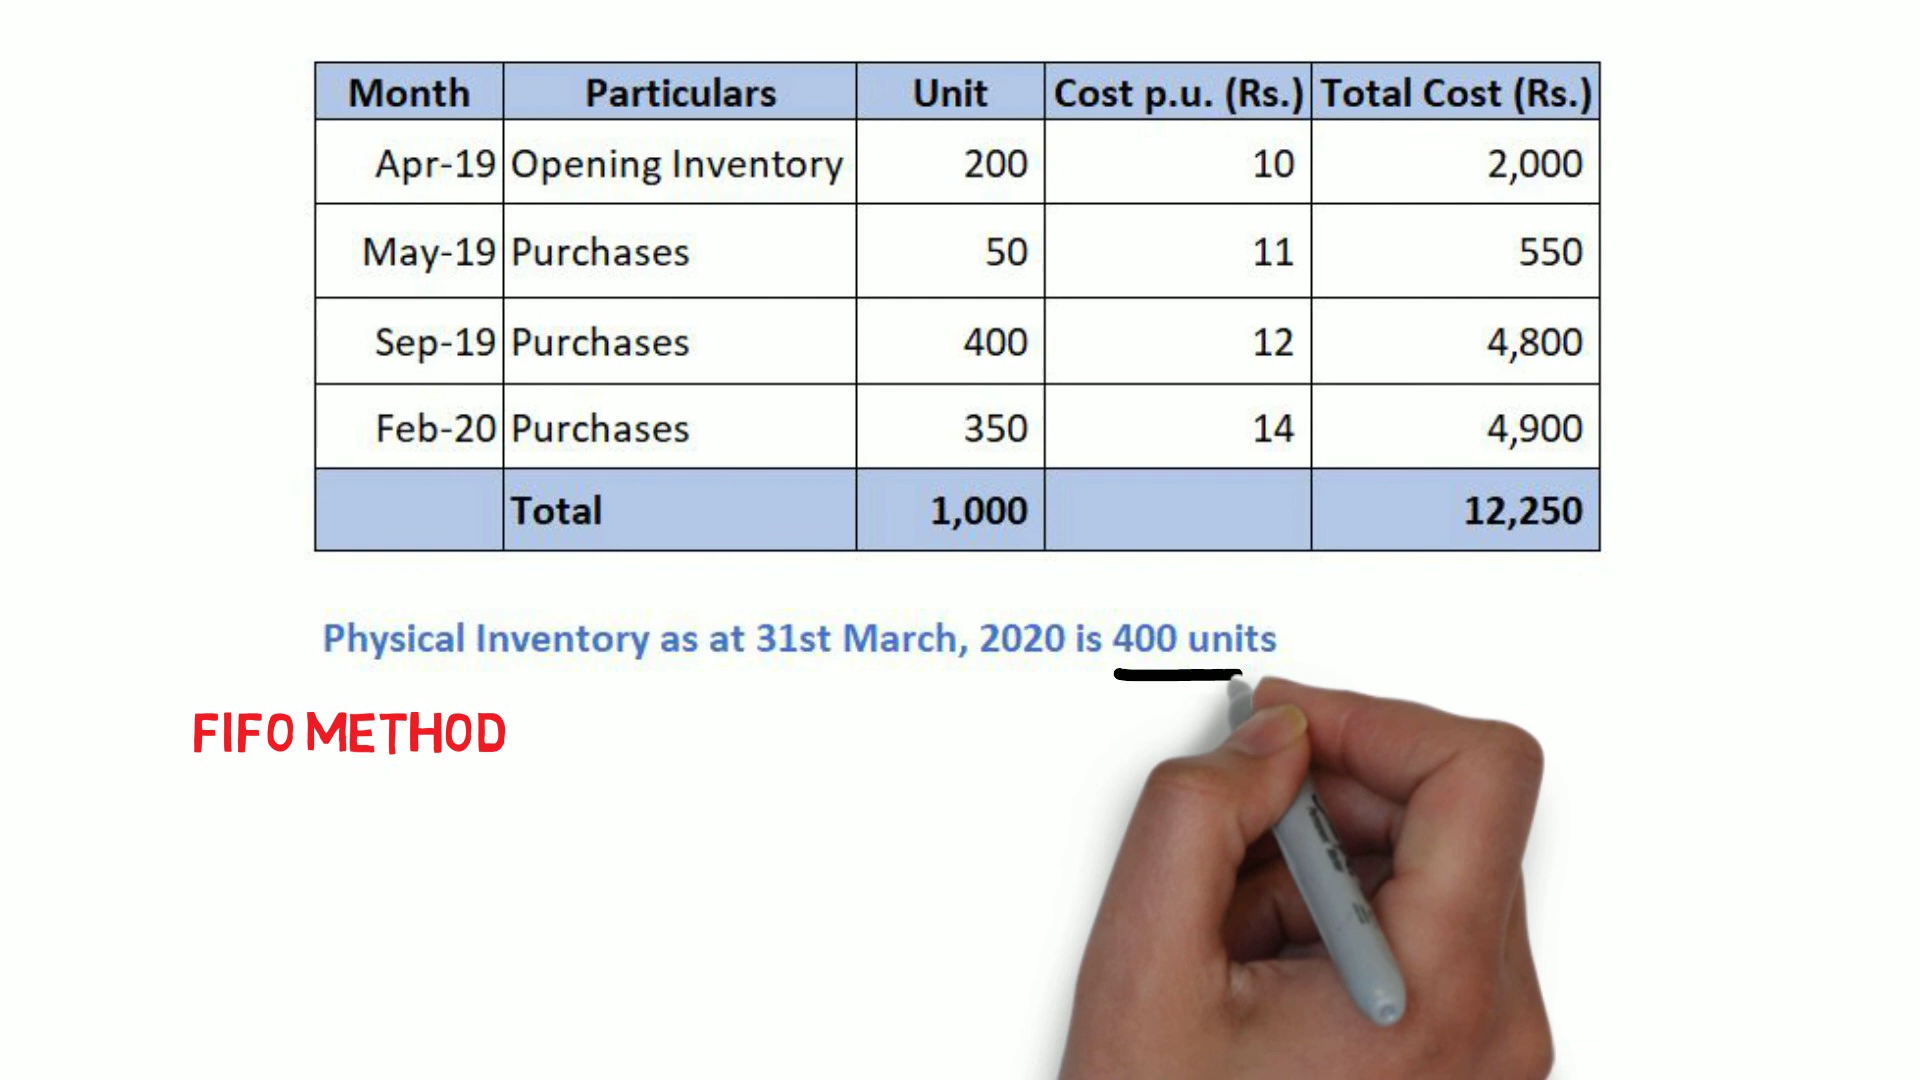 Month Particulars Unit Cost p.u. (Rs.) Total Cost (Rs.)
Apr-19 Opening Inventory 200 10 2,000
May-19 Purchases 50 11 550
Sep-19 Purchases 400 12 4,800
Feb-20 Purchases 350 14 4,900
Total 1,000 12,250
Physical Inventory as at 31st March, 2020 is 400 units
FIFO METHOD